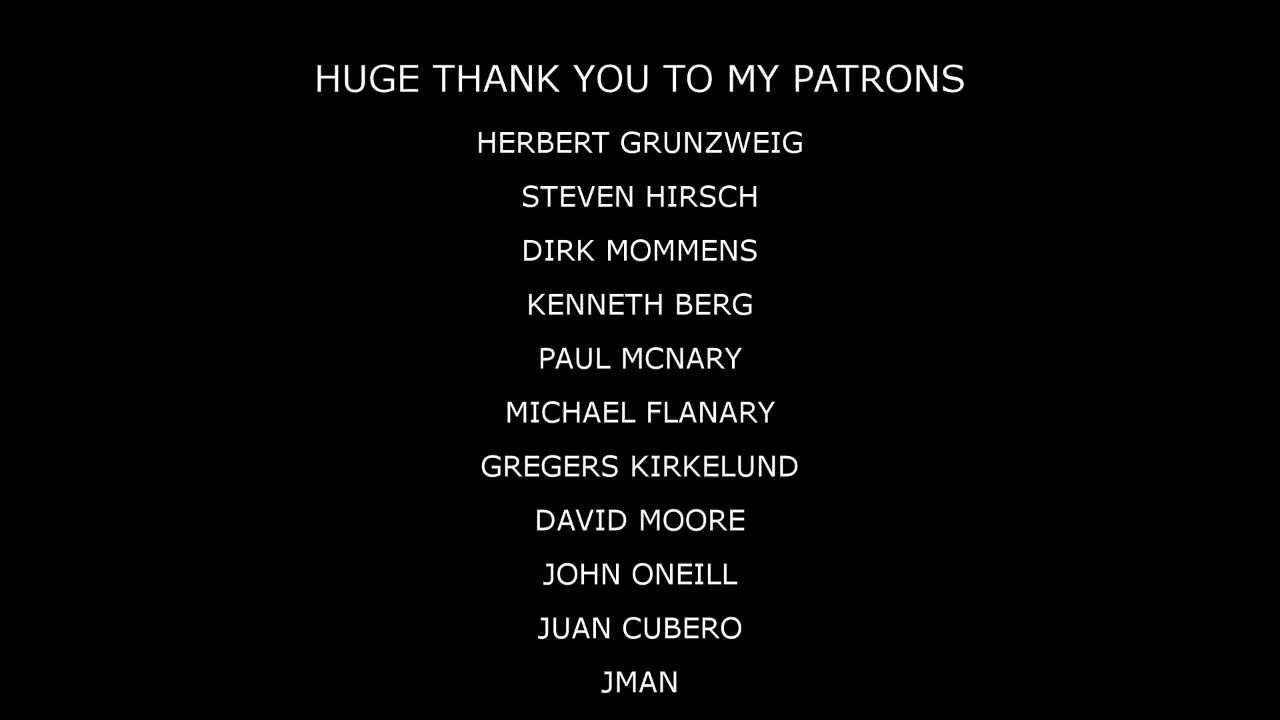 HUGE THANK YOU TO MY PATRONS
HERBERT GRUNZWEIG
STEVEN HIRSCH
DIRK MOMMENS
KENNETH BERG
PAUL MCNARY
MICHAEL FLANARY
GREGERS KIRKELUND
DAVID MOORE
JOHN ONEILL
JUAN CUBERO
JMAN